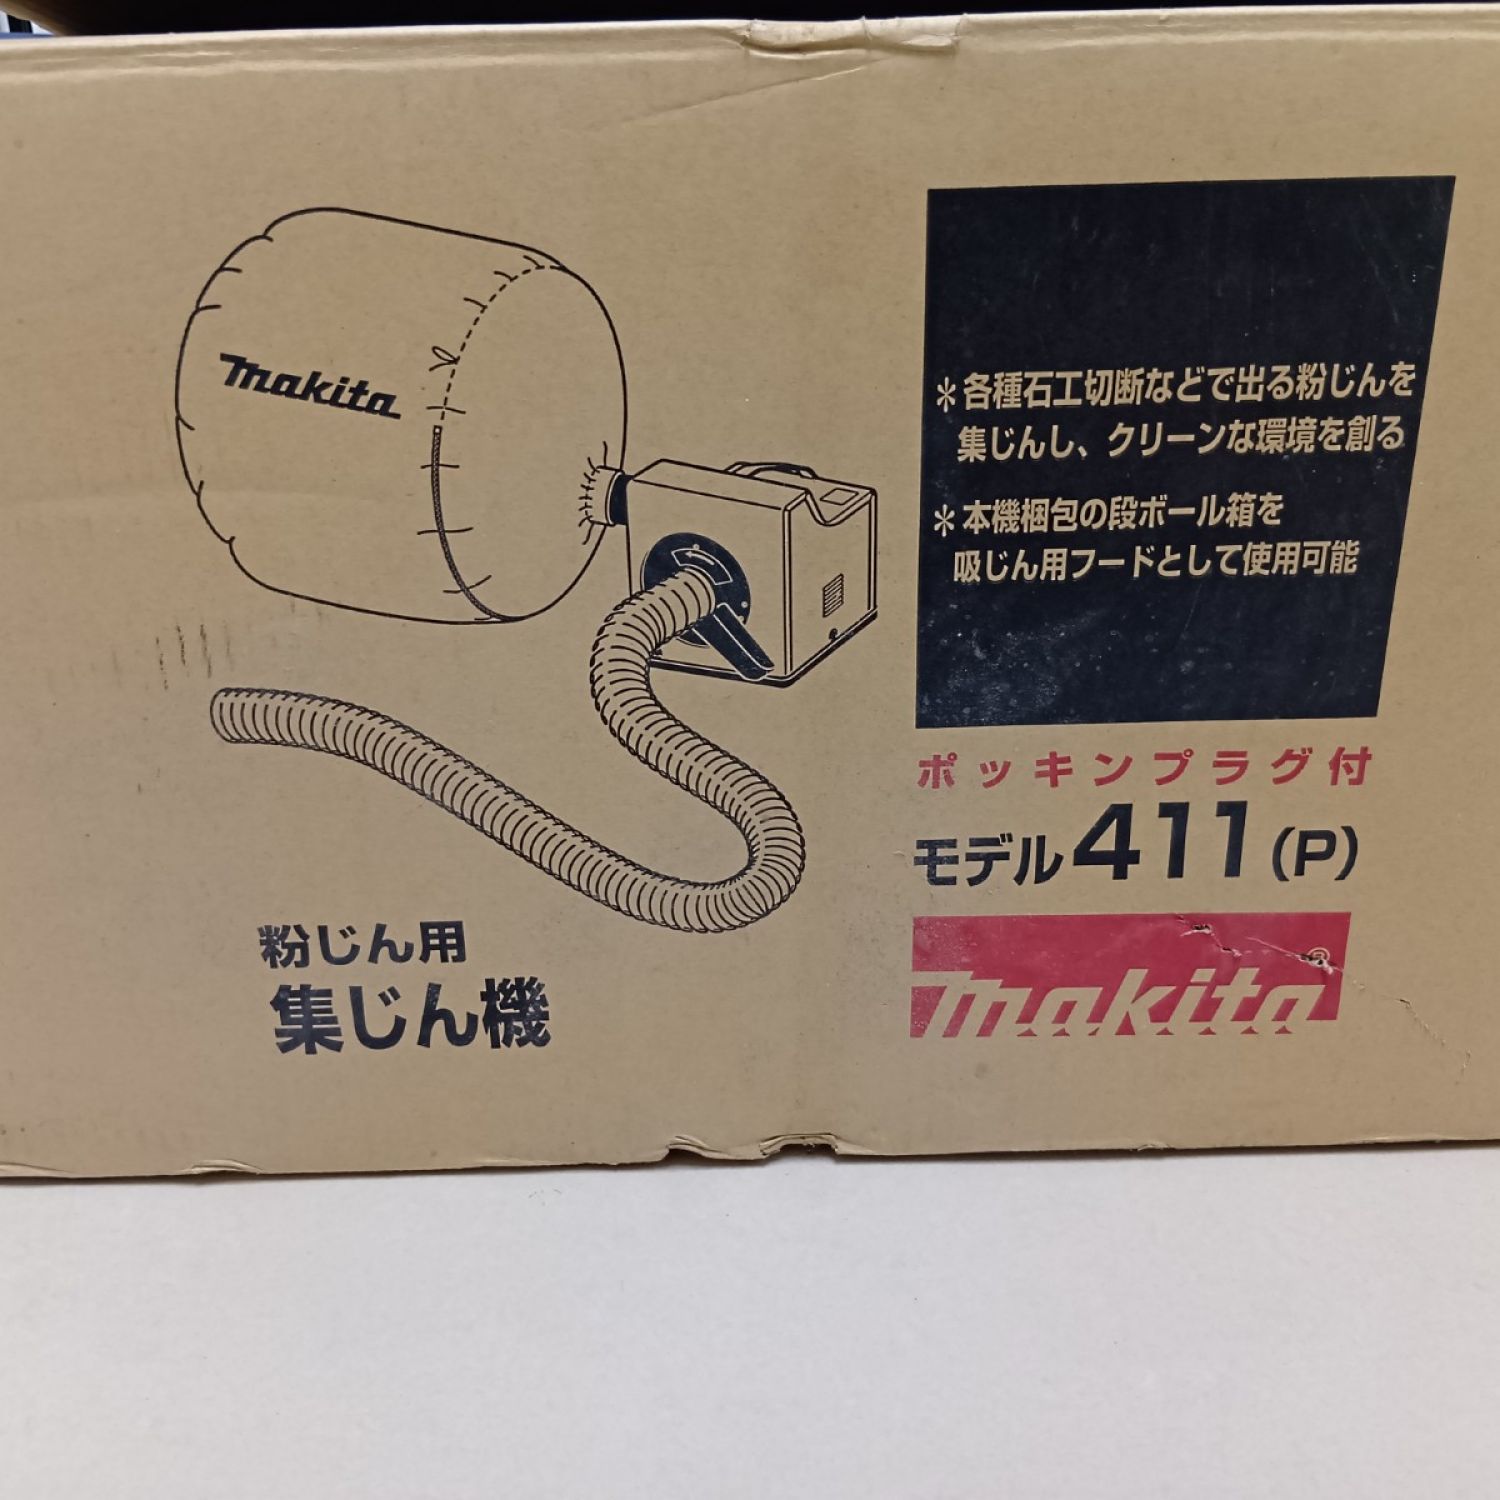 makita
＊各種石工切断などで出る粉じんを
集じんし、クリーンな環境を創る
＊本機梱包の段ボール箱を
吸じん用フードとして使用可能
ポッキンプラグ付
モデル411(P)
makita®
粉じん用
集じん機